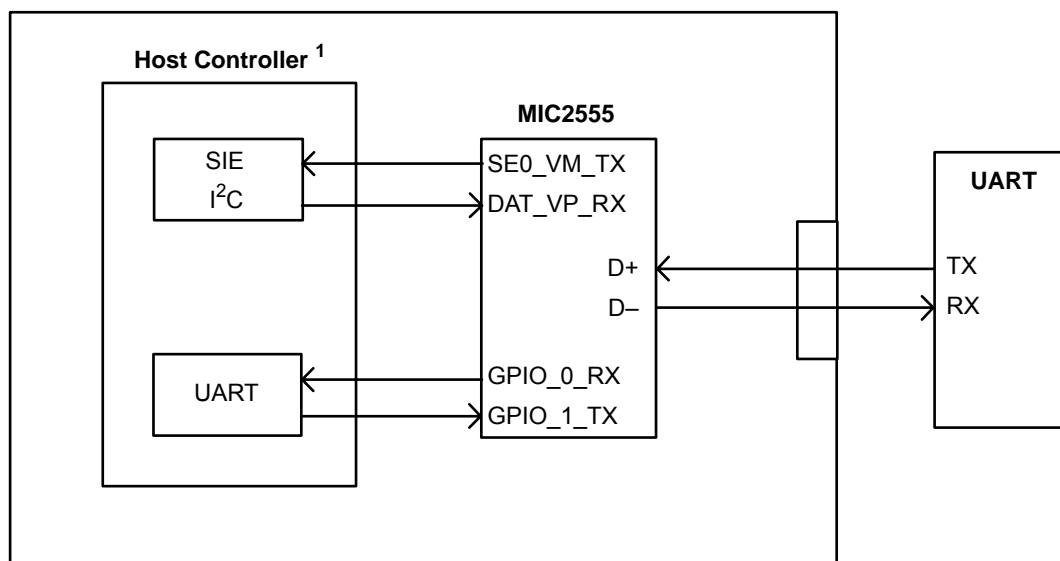 Host Controller 1
SIE
I2C
UART
MIC2555
SE0_VM_TX
DAT_VP_RX
D+
D–
GPIO_0_RX
GPIO_1_TX
UART
TX
RX